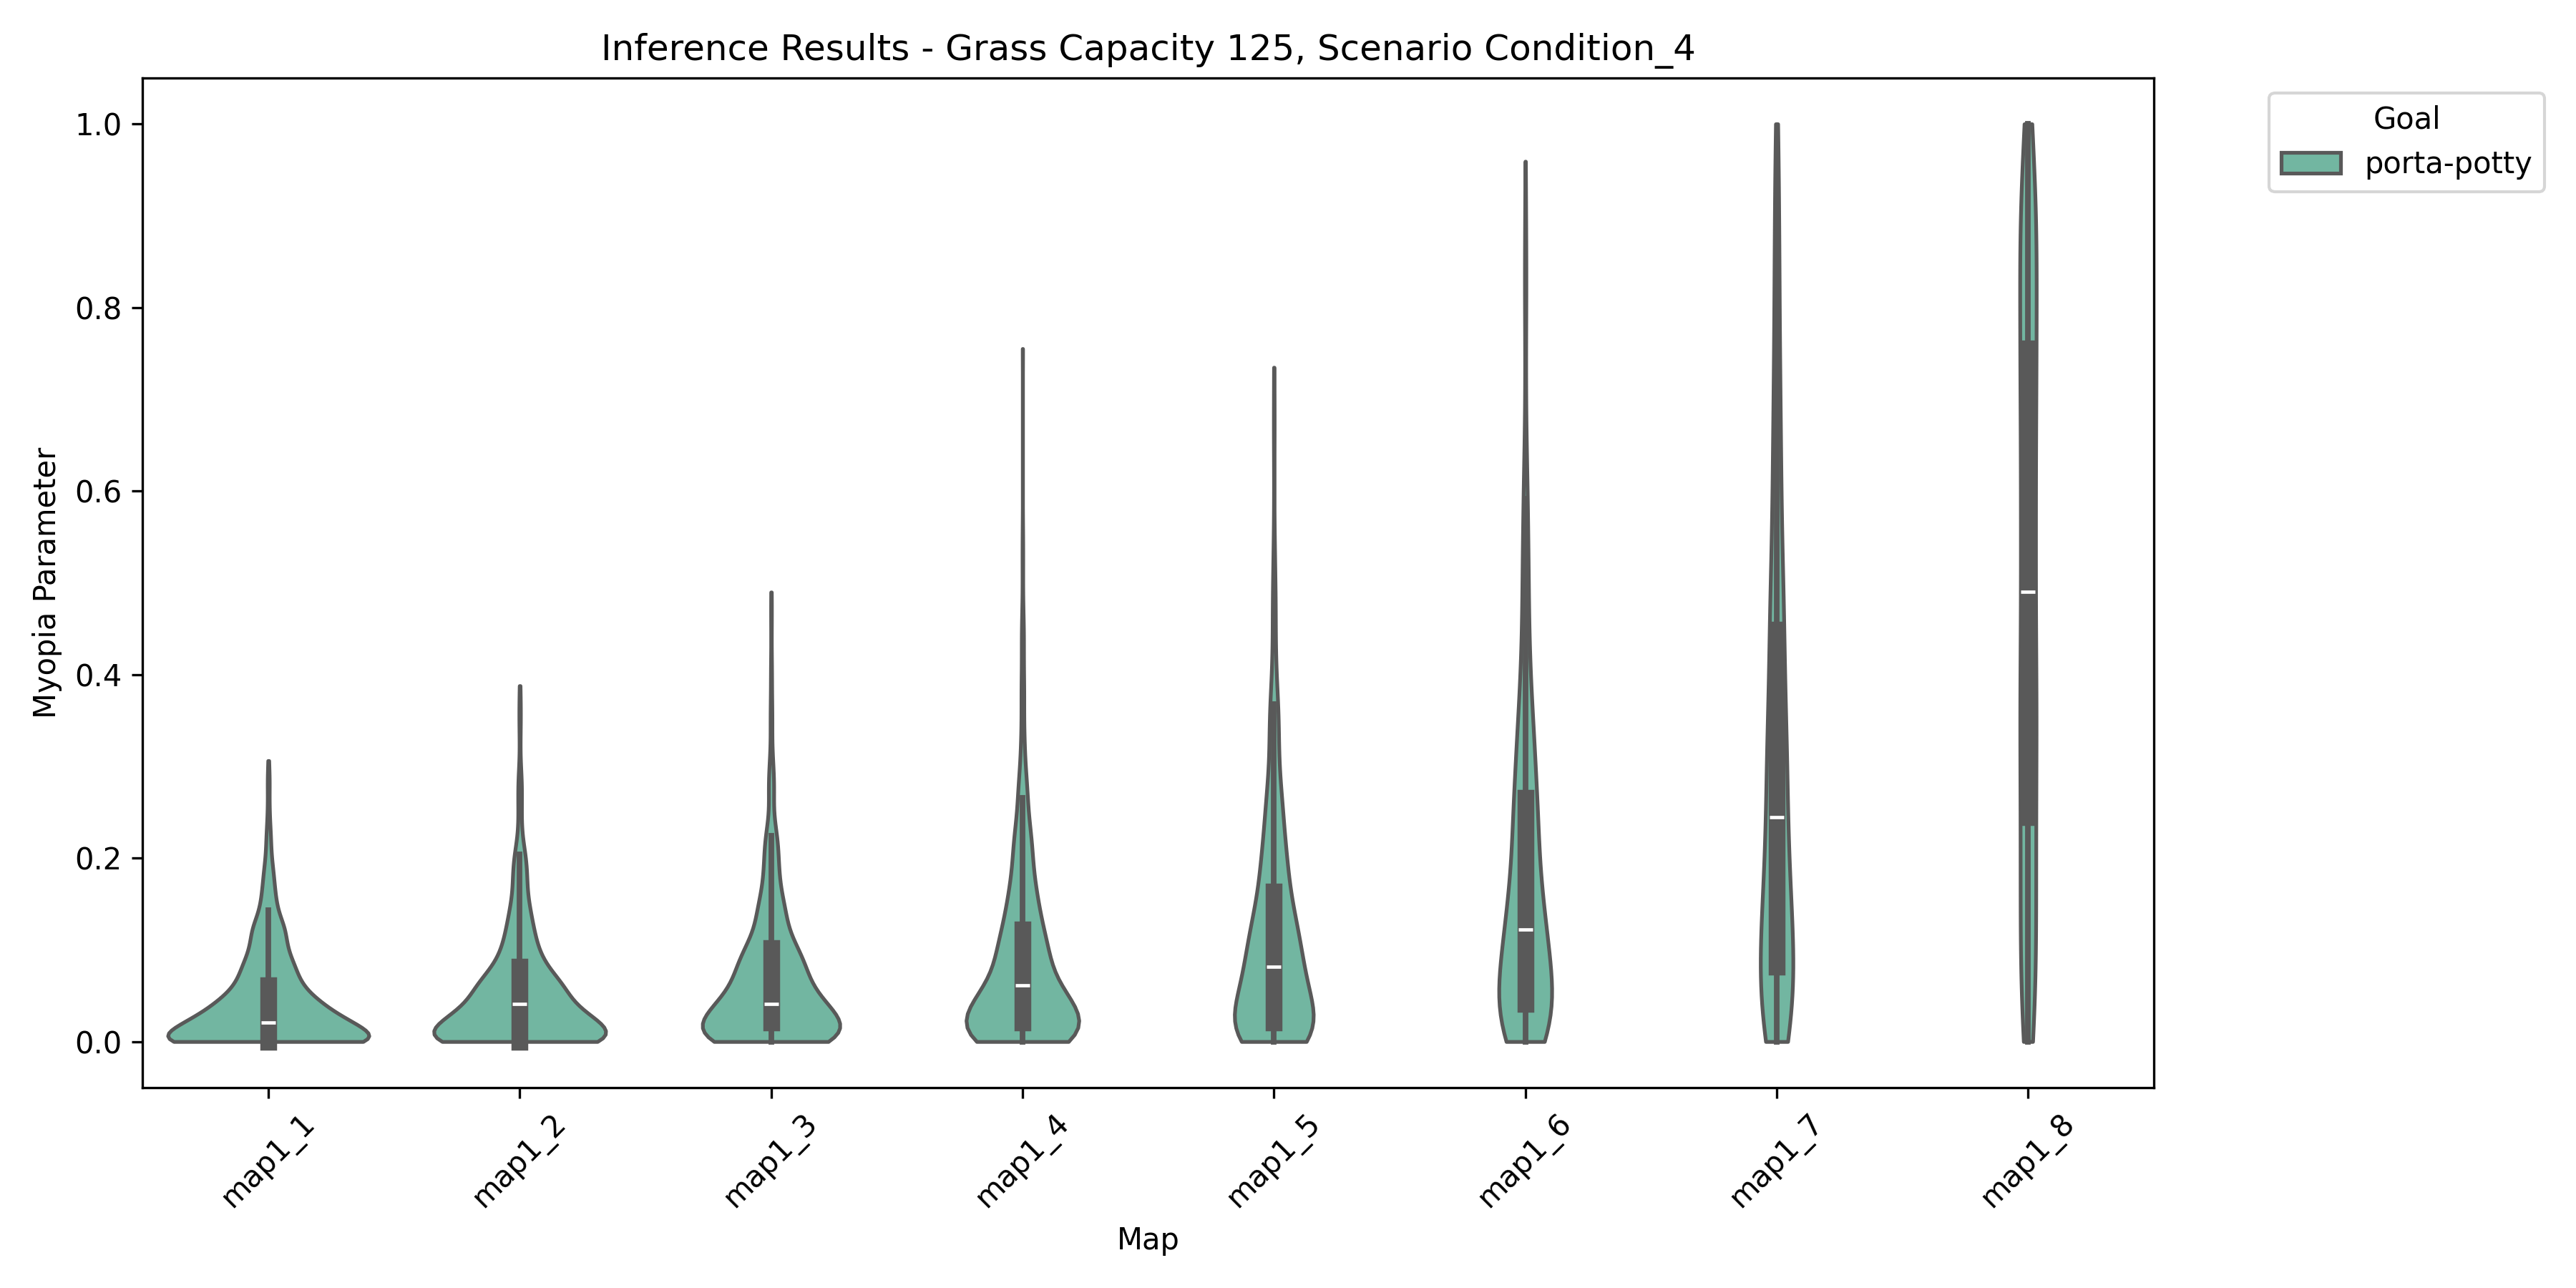 Inference Results - Grass Capacity 125, Scenario Condition_4
Goal
porta-potty
Myopia Parameter
1.0
0.8
0.6
0.4
0.2
0.0
map1_1
map1_2
map1_3
map1_4
map1_5
map1_6
map1_7
map1_8
Map